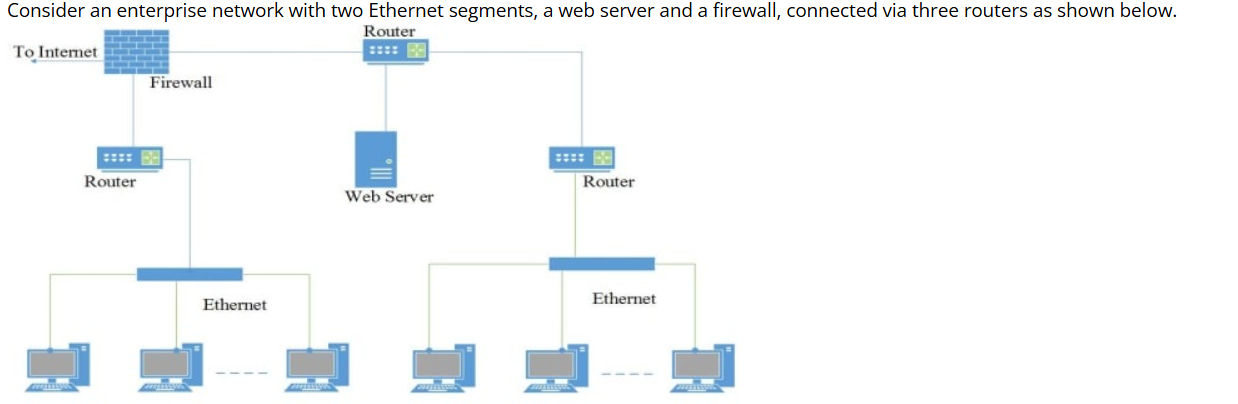 Consider an enterprise network with two Ethernet segments, a web server and a firewall, connected via three routers as shown below.
Router
To Internet
Firewall
Router
Web Server
Router
Ethernet
Ethernet